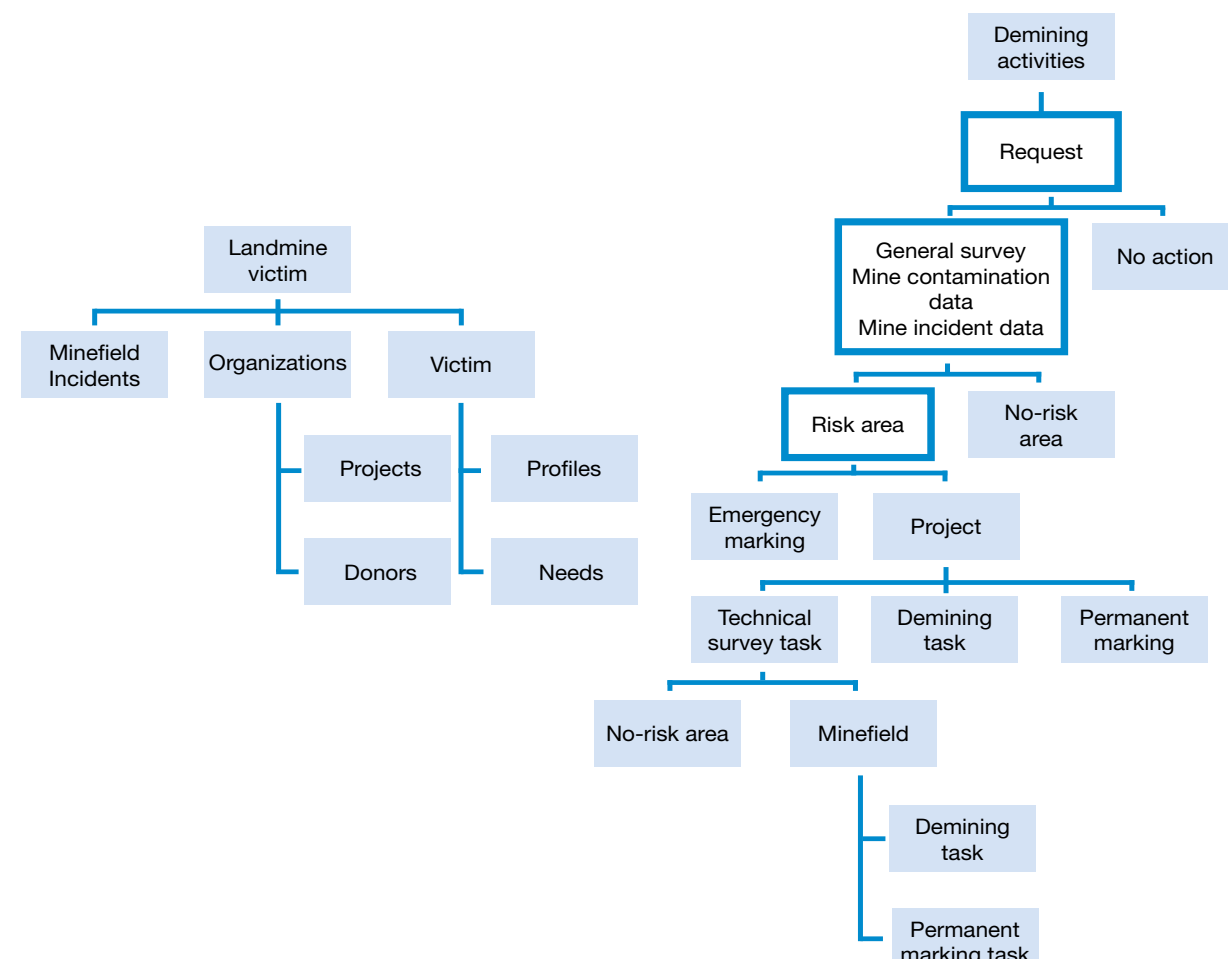 Demining
activities
Request
General survey
Mine contamination
data
Mine incident data
No action
Landmine
victim
Minefield
Incidents
Organizations
Victim
Risk area
No-risk
area
Projects
Profiles
Emergency
marking
Project
Donors
Needs
Technical
survey task
Demining
task
Permanent
marking
No-risk area
Minefield
Demining
task
Permanent
marking task